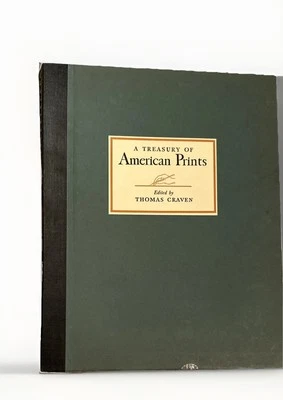 A TREASURY OF
American Prints
Edited by
THOMAS CRAVEN